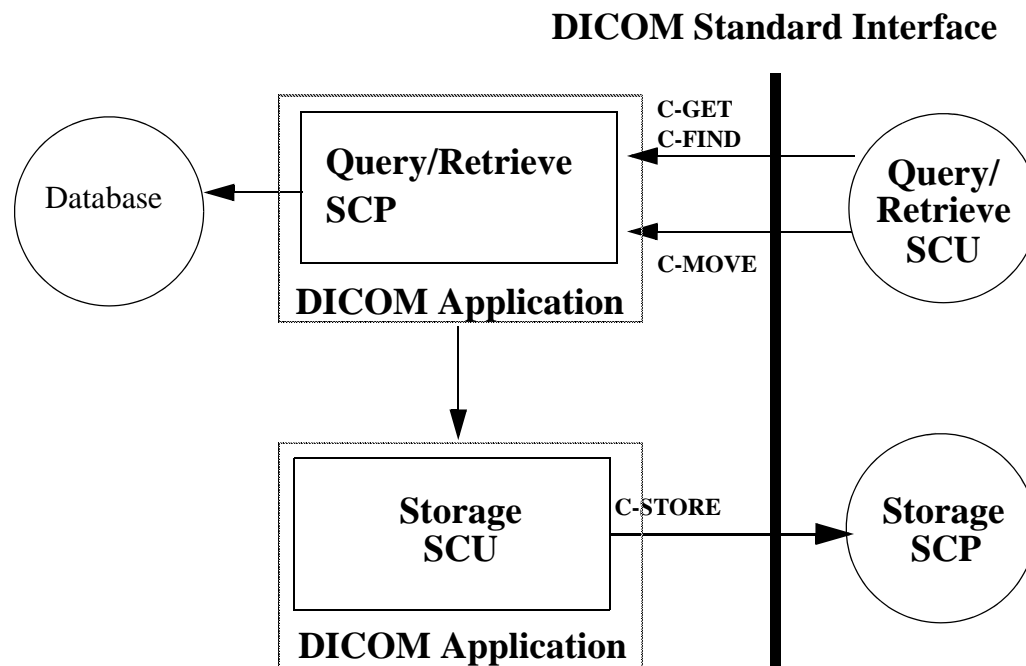 DICOM Standard Interface
C-GET
C-FIND
Query/Retrieve
SCP
Database
Query/
Retrieve
SCU
C-MOVE
DICOM Application
Storage
SCU
C-STORE
Storage
SCP
DICOM Application